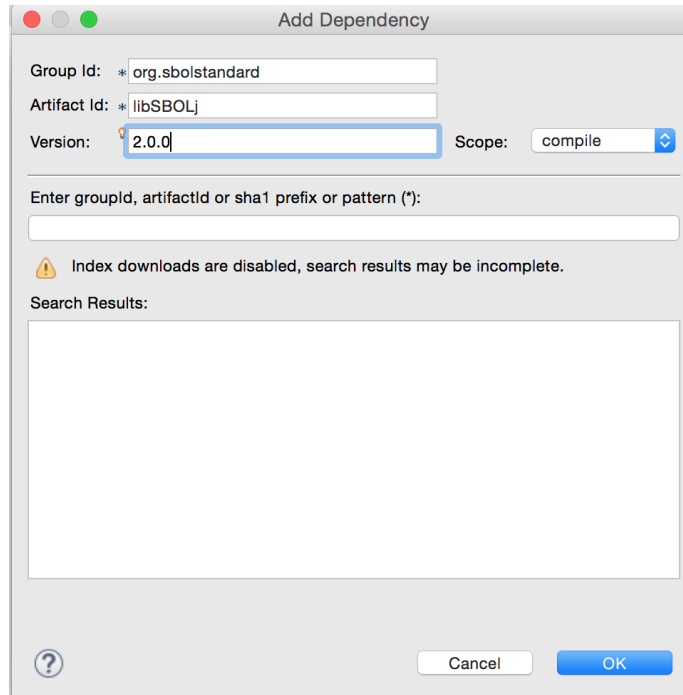 Add Dependency
Group Id: * org.sbolstandard
Artifact Id: * libSBOLj
Version: 2.0.0 Scope: compile
Enter groupId, artifactId or sha1 prefix or pattern (*):
Index downloads are disabled, search results may be incomplete.
Search Results:
? Cancel OK